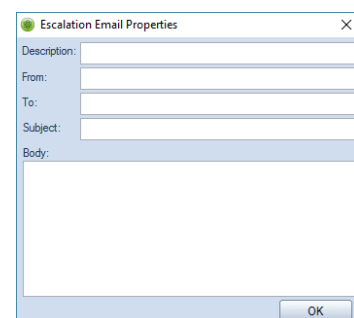 Escalation Email Properties
Description:
From:
To:
Subject:
Body:
OK